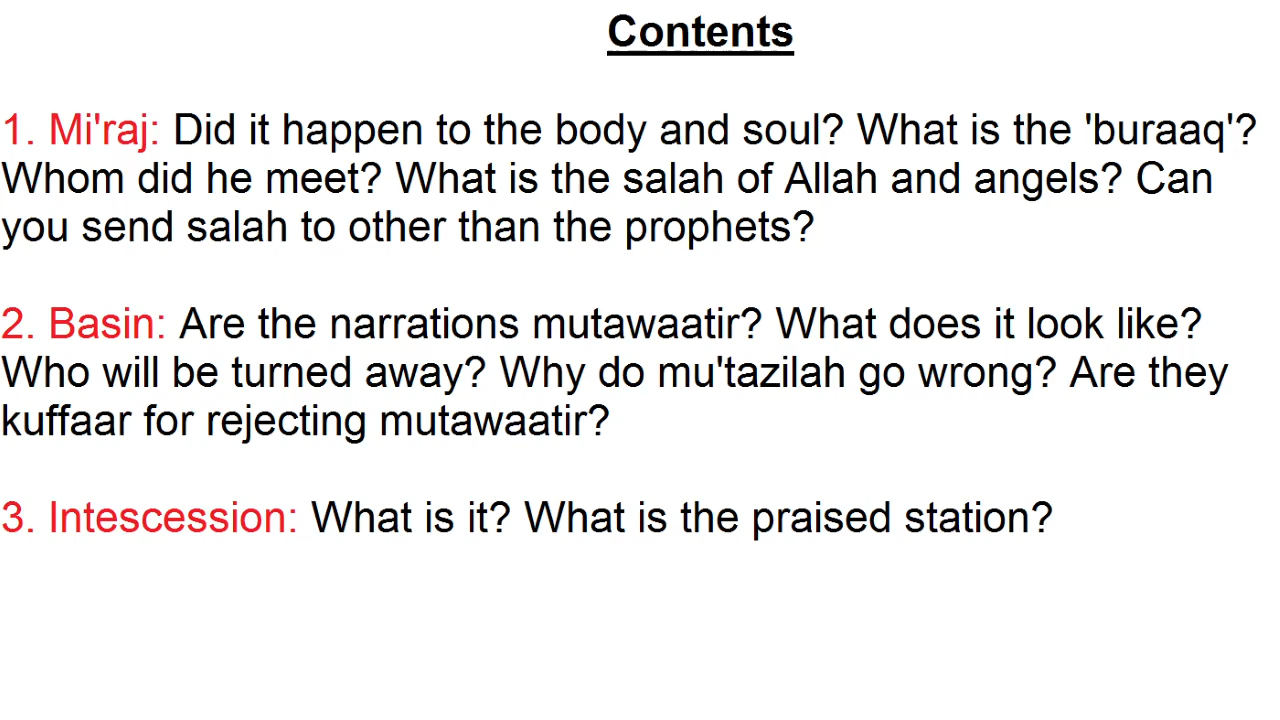 Contents
1. Mi'raj: Did it happen to the body and soul? What is the 'buraaq'?
Whom did he meet? What is the salah of Allah and angels? Can
you send salah to other than the prophets?
2. Basin: Are the narrations mutawaatir? What does it look like?
Who will be turned away? Why do mu'tazilah go wrong? Are they
kuffaar for rejecting mutawaatir?
3. Intescession: What is it? What is the praised station?